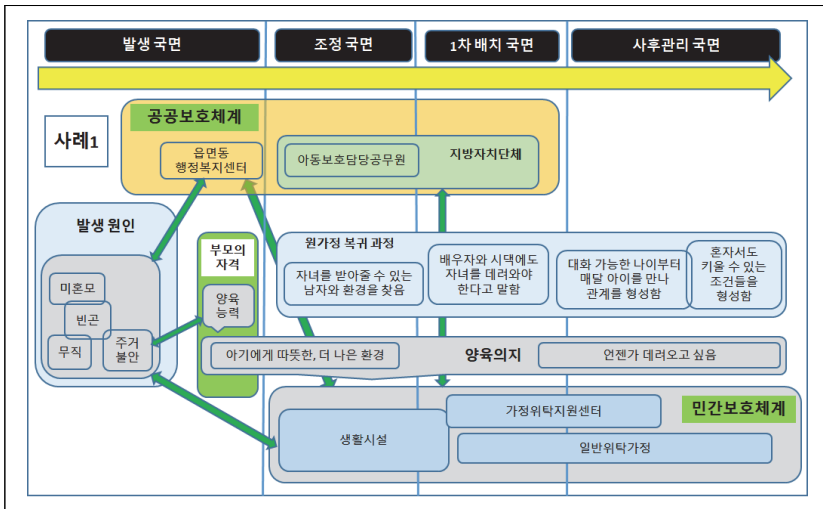 발생 국면
조정 국면
1차 배치 국면
사후관리 국면
사례1
공공보호체계
읍면동
행정복지센터
아동보호담당공무원
지방자치단체
발생 원인
미혼모
빈곤
무직
주거
불안
부모의
자격
양육
능력
원가정 복귀 과정
자녀를 받아줄 수 있는
남자와 환경을 찾음
배우자와 시댁에도
자녀를 데려와야
한다고 말함
대화 가능한 나이부터
매달 아이를 만나
관계를 형성함
혼자서도
키울 수 있는
조건들을
형성함
아기에게 따뜻한, 더 나은 환경
양육의지
언젠가 데려오고 싶음
생활시설
가정위탁지원센터
일반위탁가정
민간보호체계